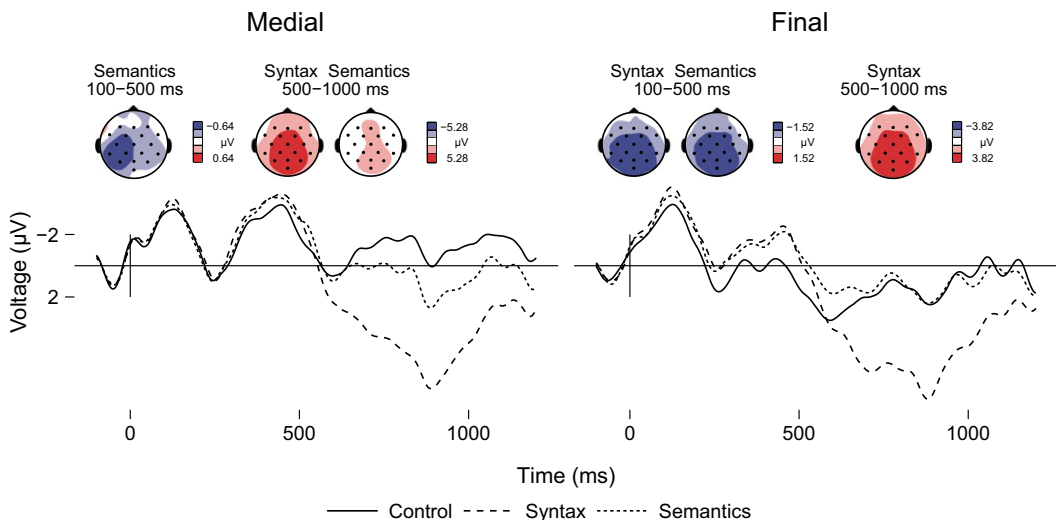 Medial
Final
Semantics
100−500 ms
Syntax Semantics
500−1000 ms
Syntax Semantics
100−500 ms
Syntax
500−1000 ms
−0.64
µV
0.64
−5.28
µV
5.28
−1.52
µV
1.52
−3.82
µV
3.82
Voltage (µV)
−2
2
0 500 1000
0 500 1000
Time (ms)
Control Syntax Semantics